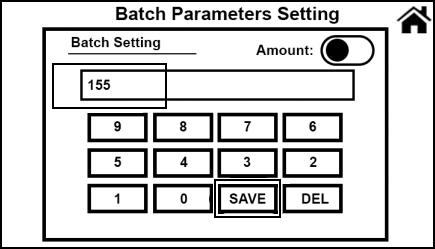 Batch Parameters Setting
Batch Setting
Amount:
155
9 8 7 6
5 4 3 2
1 0 SAVE DEL